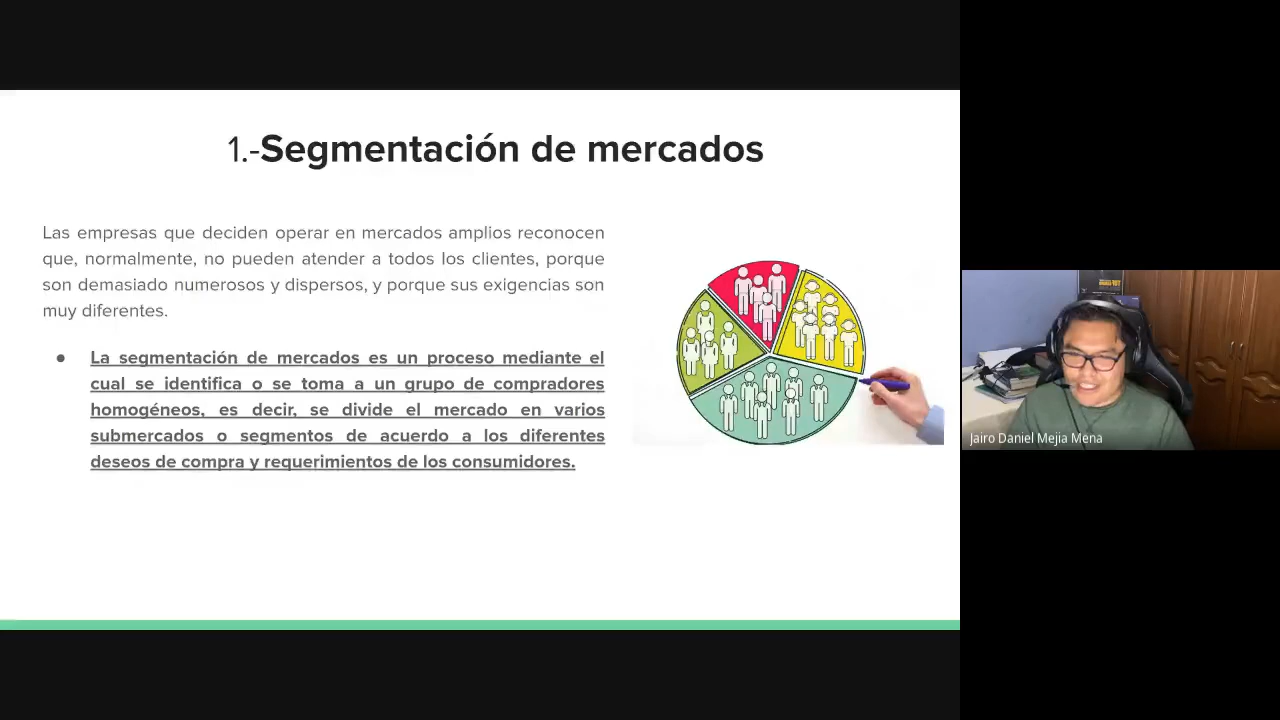 1.-Segmentación de mercados
Las empresas que deciden operar en mercados amplios reconocen
que, normalmente, no pueden atender a todos los clientes, porque
son demasiado numerosos y dispersos, y porque sus exigencias son
muy diferentes.
● La segmentación de mercados es un proceso mediante el
cual se identifica o se toma a un grupo de compradores
homogéneos, es decir, se divide el mercado en varios
submercados o segmentos de acuerdo a los diferentes
deseos de compra y requerimientos de los consumidores.
Jairo Daniel Mejia Mena